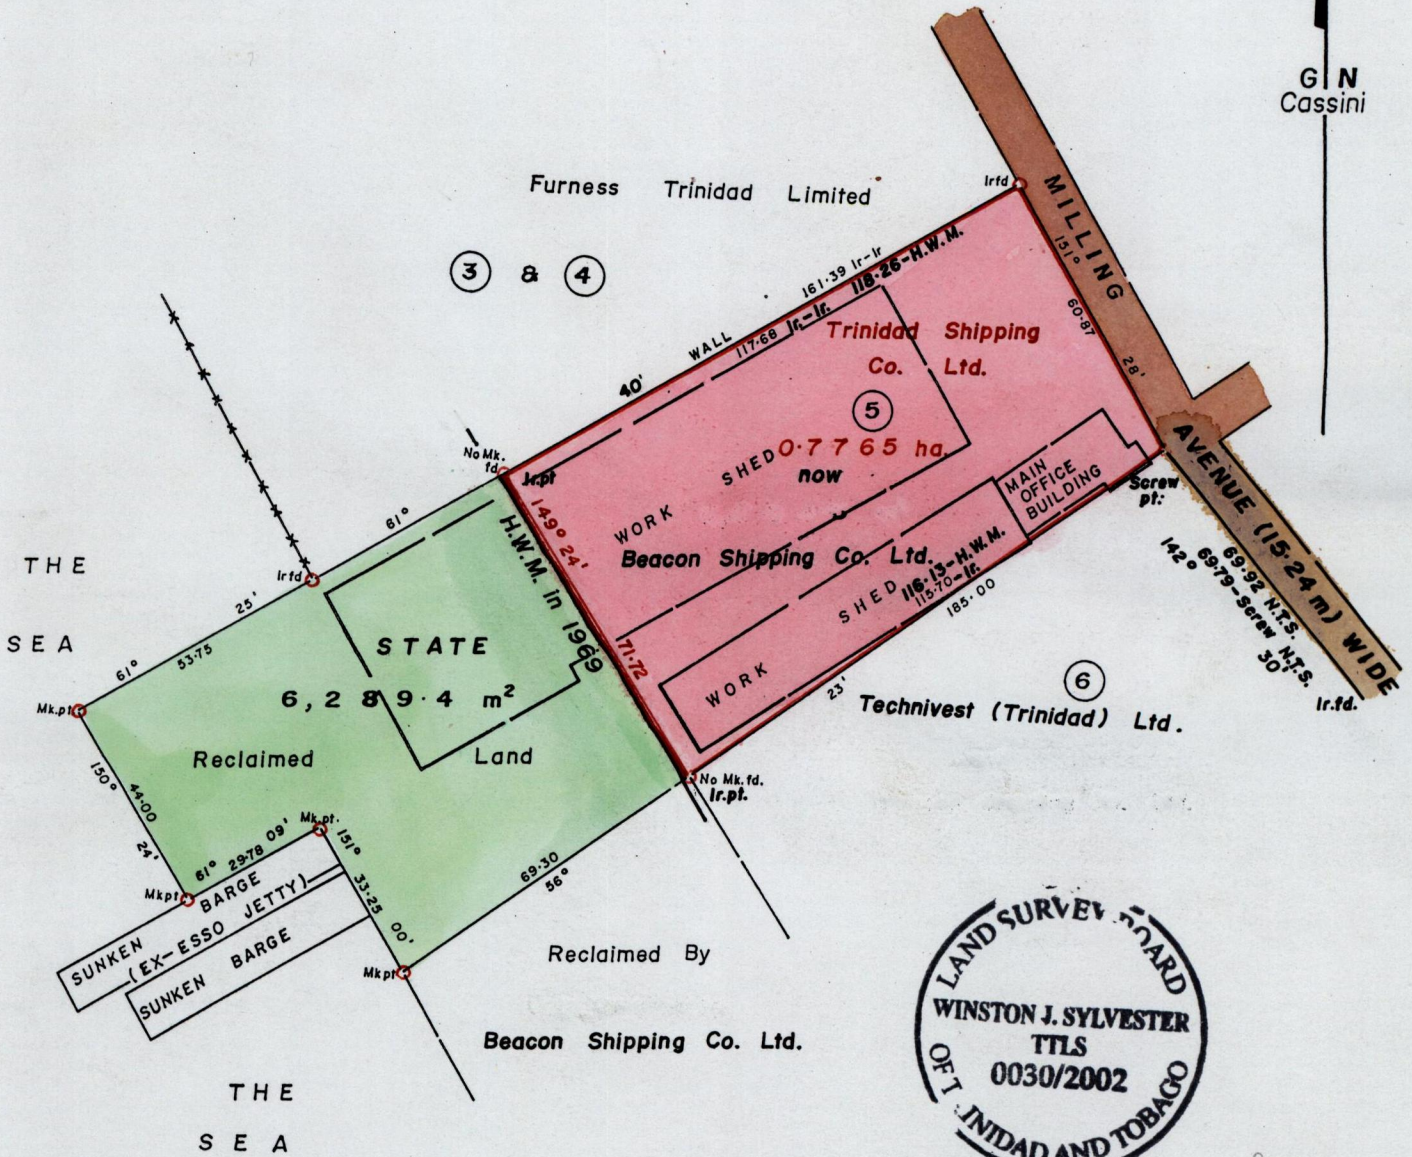 G N
Cassini
Furness Trinidad Limited
3 & 4
Irfd
MILLING
151°
60·87
28'
161·39 Ir-Ir
118·26-H.W.M.
117·68 Ir.-Ir.
WALL
40'
Trinidad Shipping
Co. Ltd.
5
0·7765 ha.
now
WORK SHED
MAIN
OFFICE
BUILDING
Screw
pt:
AVENUE (15·24m) WIDE
69·92 N.T.S.
69·79-Screw N.T.S.
142° 30'
Ir.fd.
No Mk.
fd
Ir.pt
149° 24'
71·72
H.W.M. in 1969
61°
Beacon Shipping Co. Ltd.
WORK SHED
116·13-H.W.M.
115·70-Ir.
185·00
23'
6
Technivest (Trinidad) Ltd.
THE
SEA
Irfd
25'
53·75
61°
Mk.pt
STATE
6,289·4 m²
Reclaimed Land
No Mk.fd.
Ir.pt.
150°
44·00
24'
Mk.pt.
61° 29·78 09'
151°
33·25
00'
Mkpt
69·30
56°
SUNKEN BARGE
(EX-ESSO JETTY)
SUNKEN BARGE
Mkpt
Reclaimed By
Beacon Shipping Co. Ltd.
THE
SEA
LAND SURVEY BOARD
WINSTON J. SYLVESTER
TTLS
0030/2002
OF T INIDAD AND TOBAGO